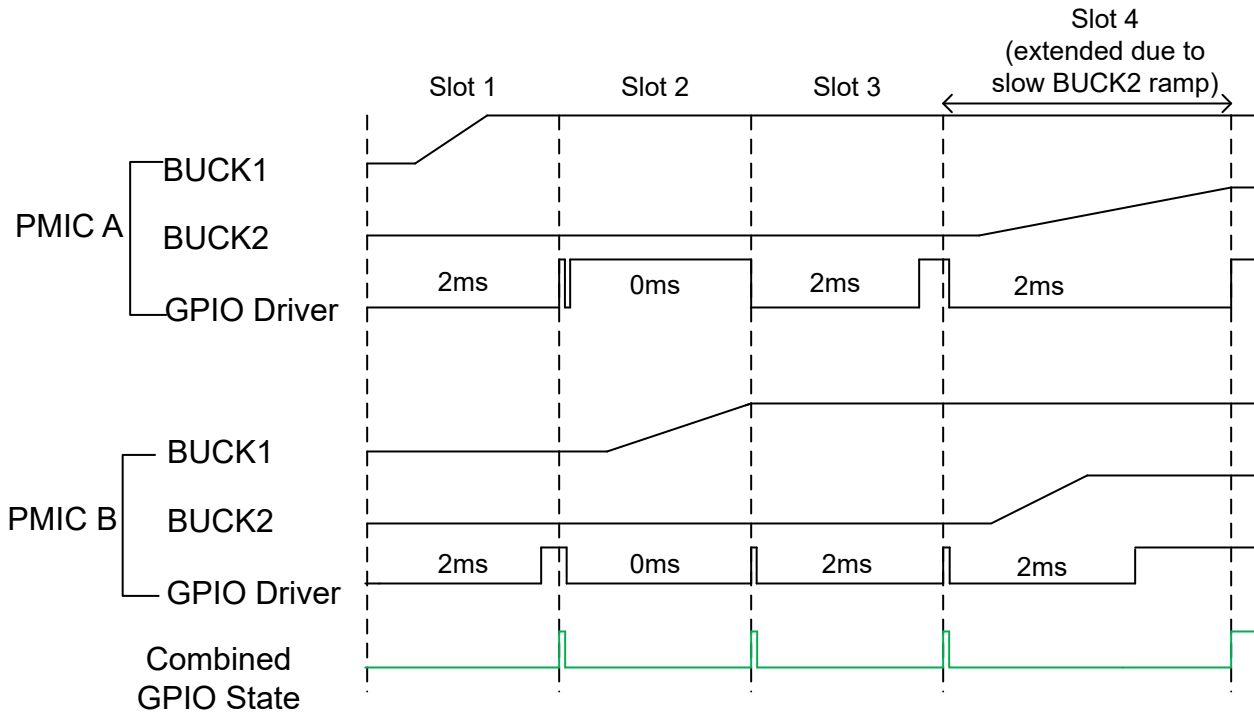 Slot 4
(extended due to
slow BUCK2 ramp)
Slot 1
Slot 2
Slot 3
PMIC A
BUCK1
BUCK2
GPIO Driver
2ms
0ms
2ms
2ms
PMIC B
BUCK1
BUCK2
GPIO Driver
2ms
0ms
2ms
2ms
Combined
GPIO State